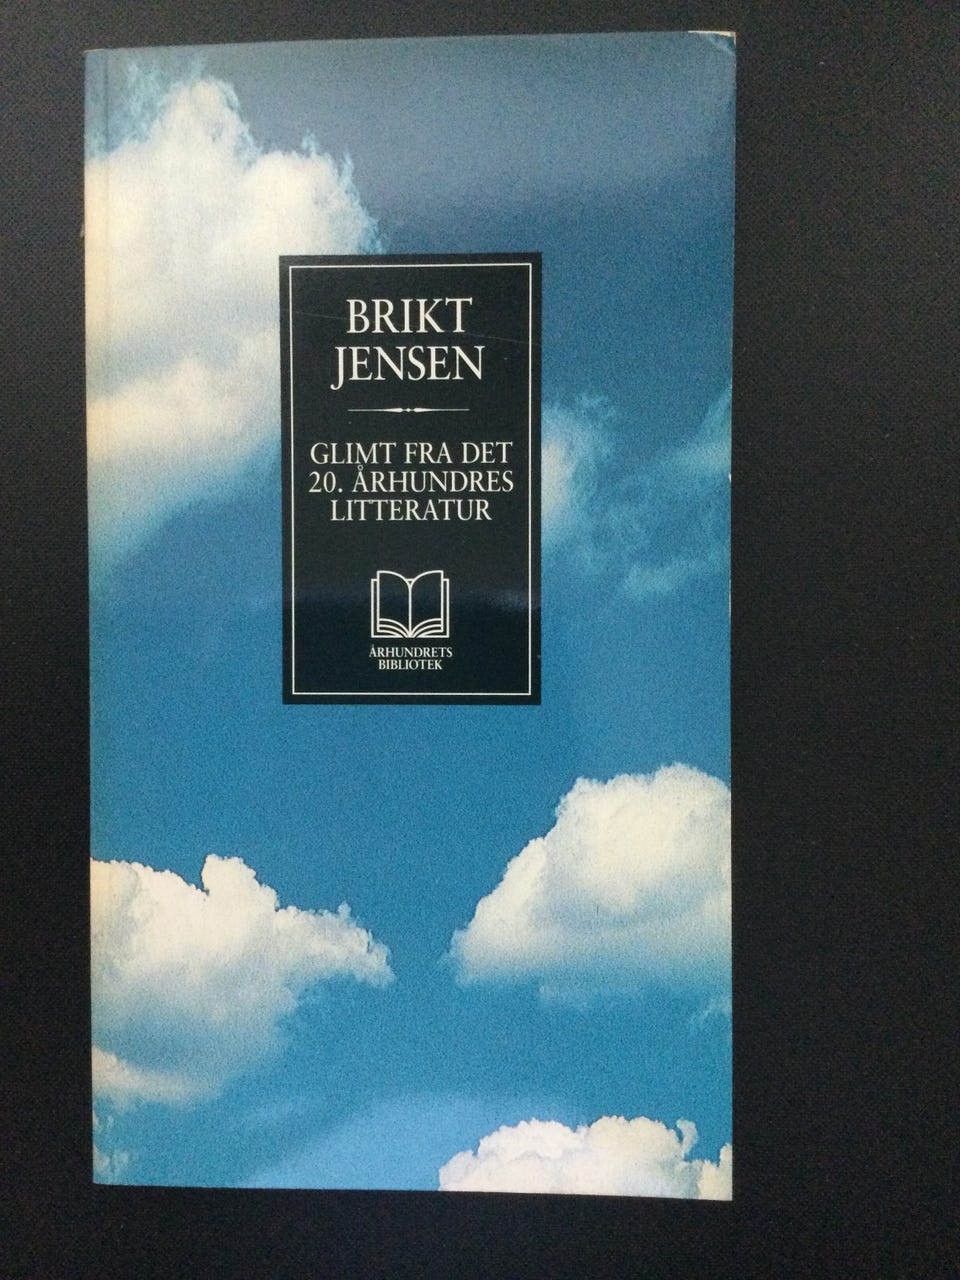 BRIKT
JENSEN
GLIMT FRA DET
20. ÅRHUNDRES
LITTERATUR
ÅRHUNDRETS
BIBLIOTEK